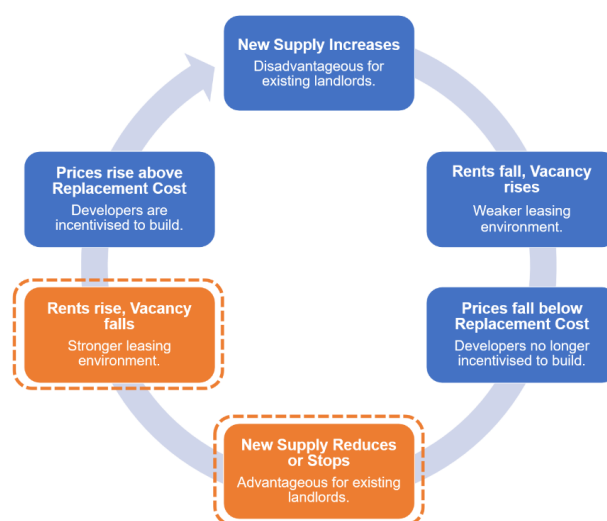 New Supply Increases
Disadvantageous for
existing landlords.
Rents fall, Vacancy
rises
Weaker leasing
environment.
Prices fall below
Replacement Cost
Developers no longer
incentivised to build.
New Supply Reduces
or Stops
Advantageous for existing
landlords.
Rents rise, Vacancy
falls
Stronger leasing
environment.
Prices rise above
Replacement Cost
Developers are
incentivised to build.